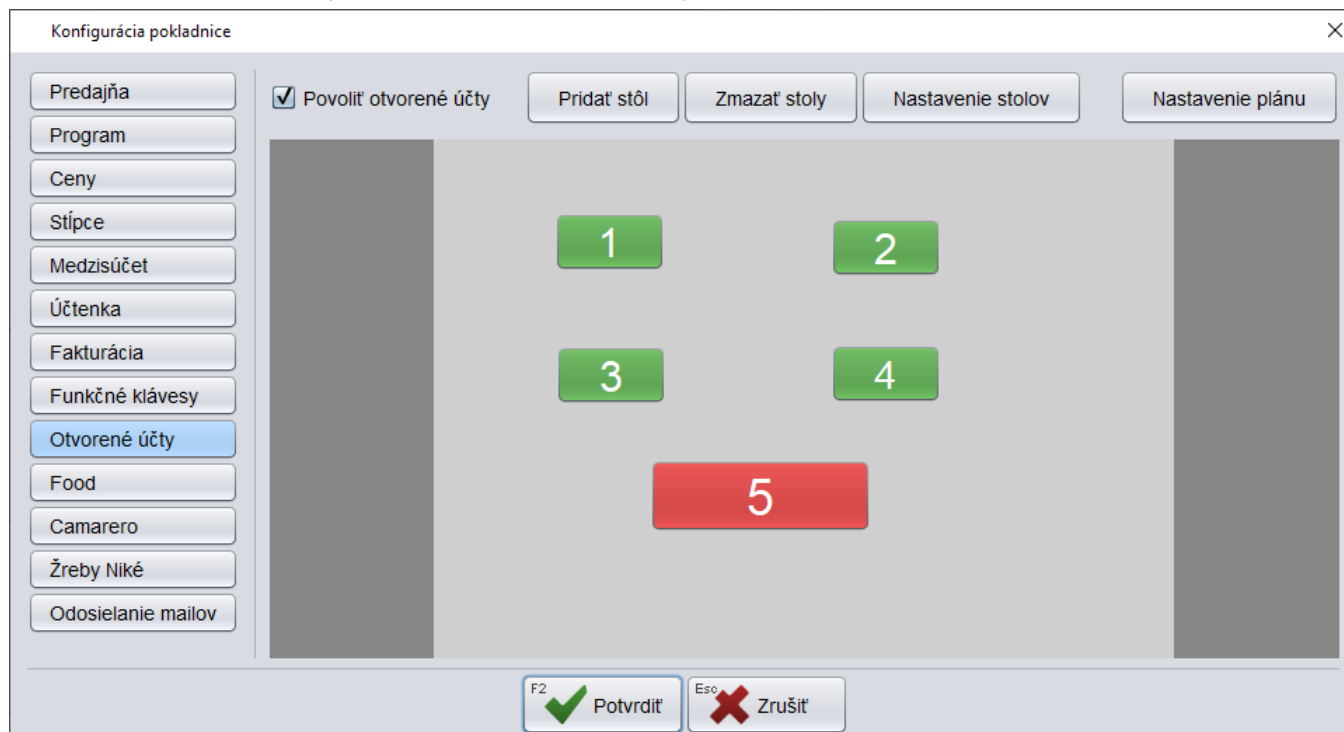 Konfigurácia pokladnice
Predajňa
Program
Ceny
Stĺpce
Medzisúčet
Účtenka
Fakturácia
Funkčné klávesy
Otvorené účty
Food
Camarero
Žreby Niké
Odosielanie mailov
Povoliť otvorené účty
Pridať stôl
Zmazať stoly
Nastavenie stolov
Nastavenie plánu
1
2
3
4
5
F2 Potvrdiť
Esc Zrušiť